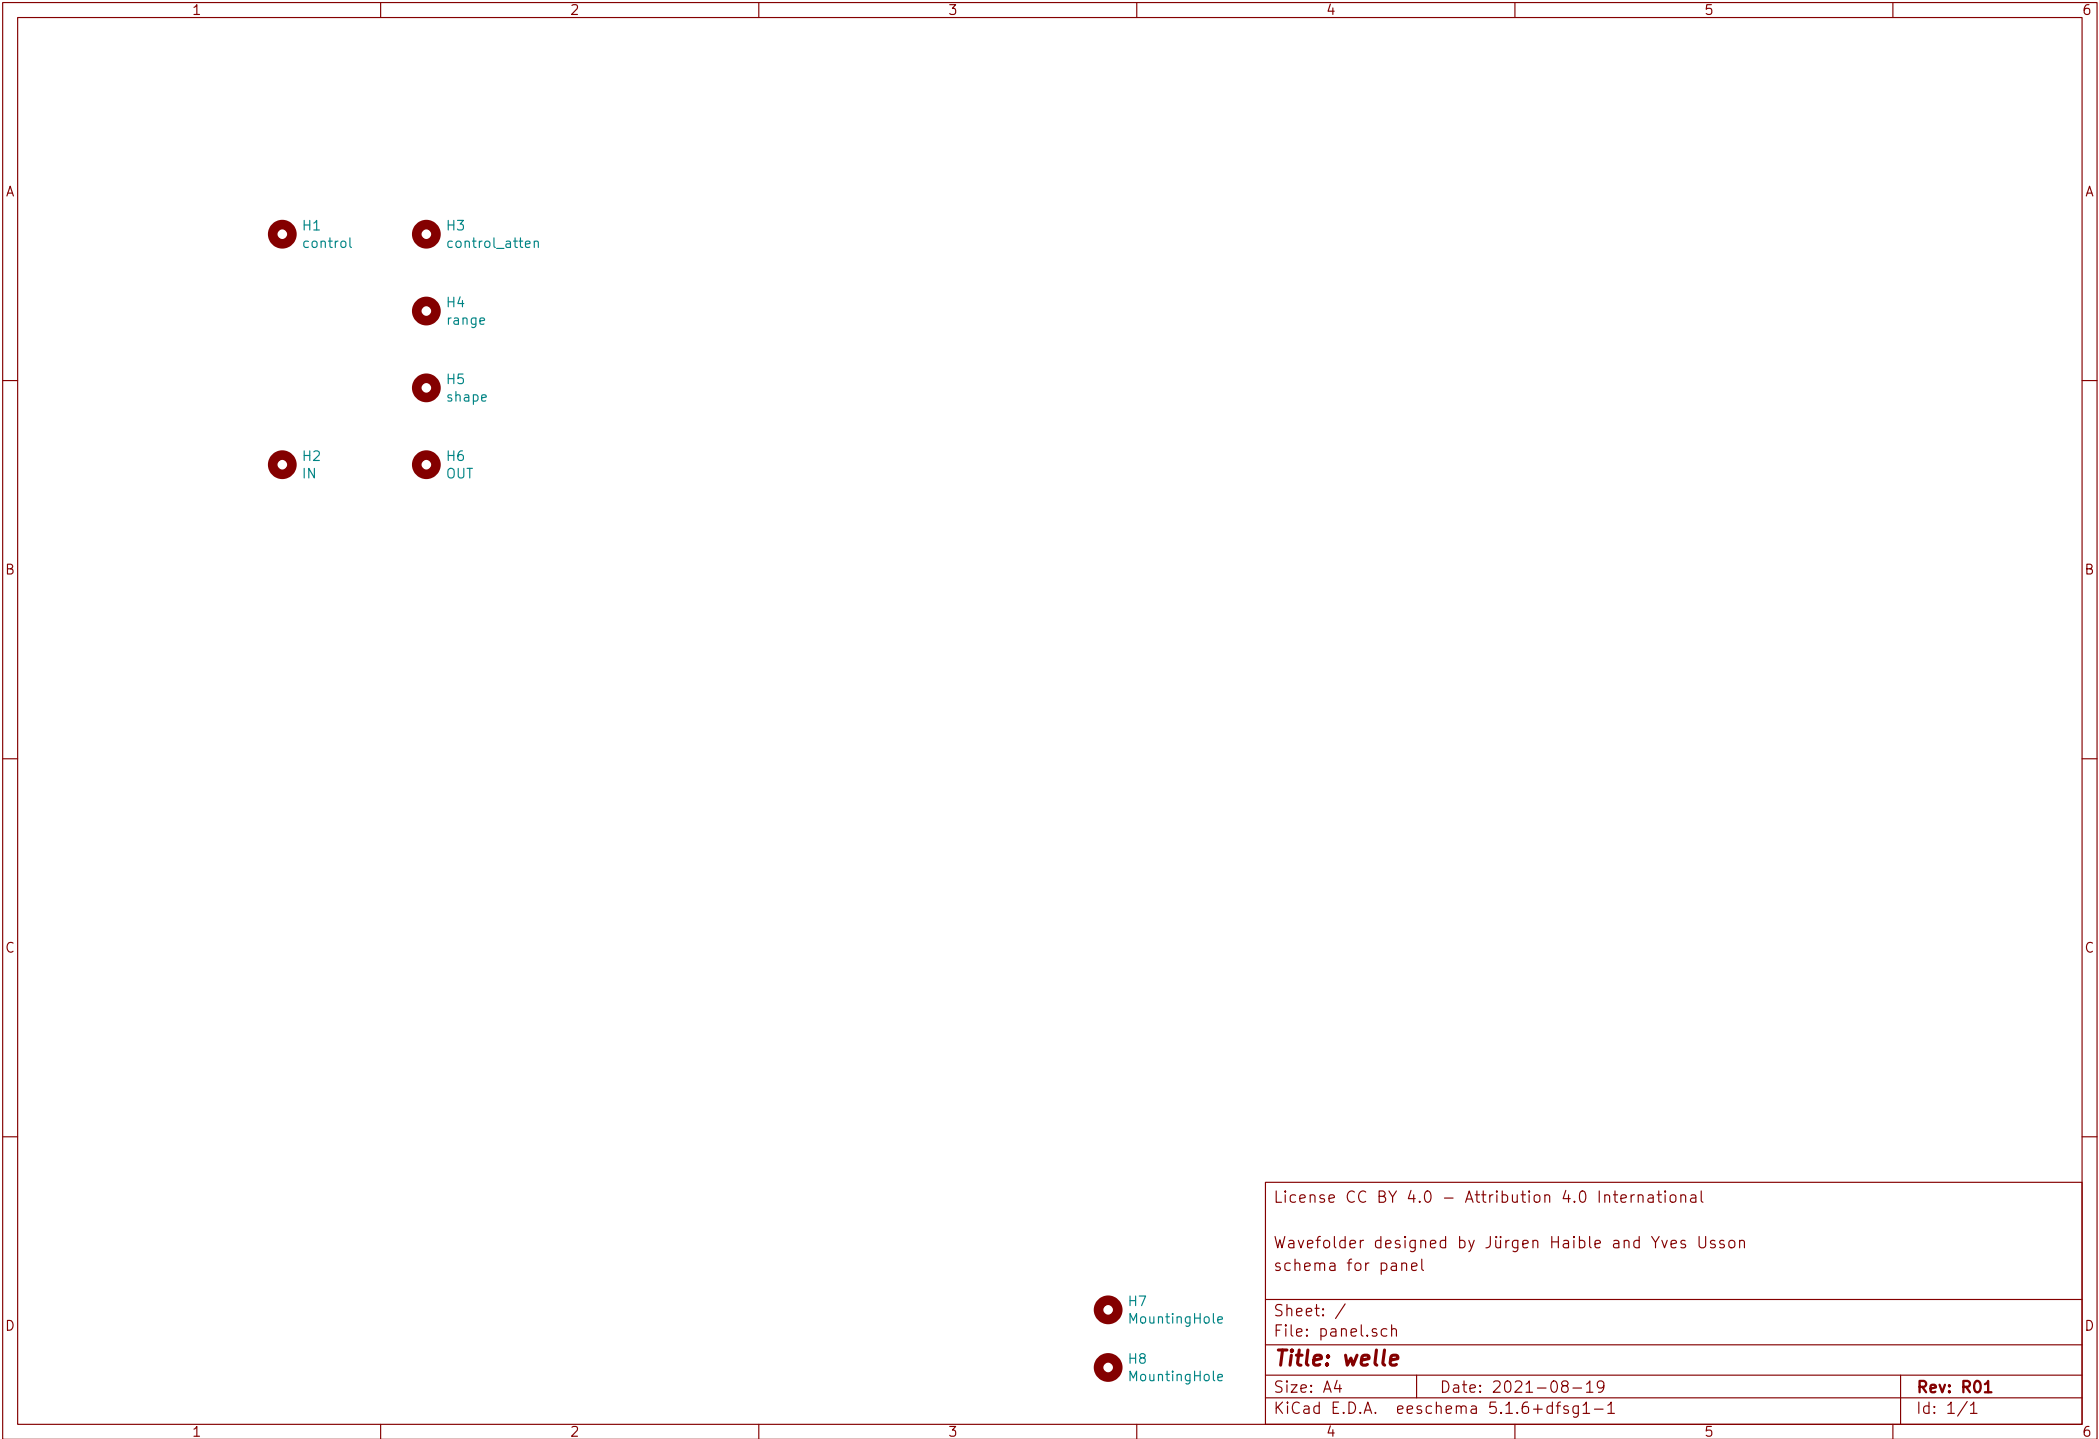 1 2 3 4 5 6
A A
H1
control
H3
control_atten
H4
range
H5
shape
H2
IN
H6
OUT
B B
C C
License CC BY 4.0 - Attribution 4.0 International
Wavefolder designed by Jürgen Haible and Yves Usson
schema for panel
H7
MountingHole
Sheet: /
File: panel.sch
D D
Title: welle
H8
MountingHole
Size: A4 Date: 2021-08-19 Rev: R01
KiCad E.D.A. eeschema 5.1.6+dfsg1-1 Id: 1/1
1 2 3 4 5 6